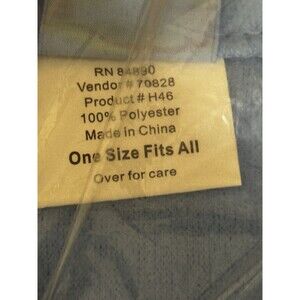 RN 84890
Vendor # 70828
Product # H46
100% Polyester
Made in China
One Size Fits All
Over for care